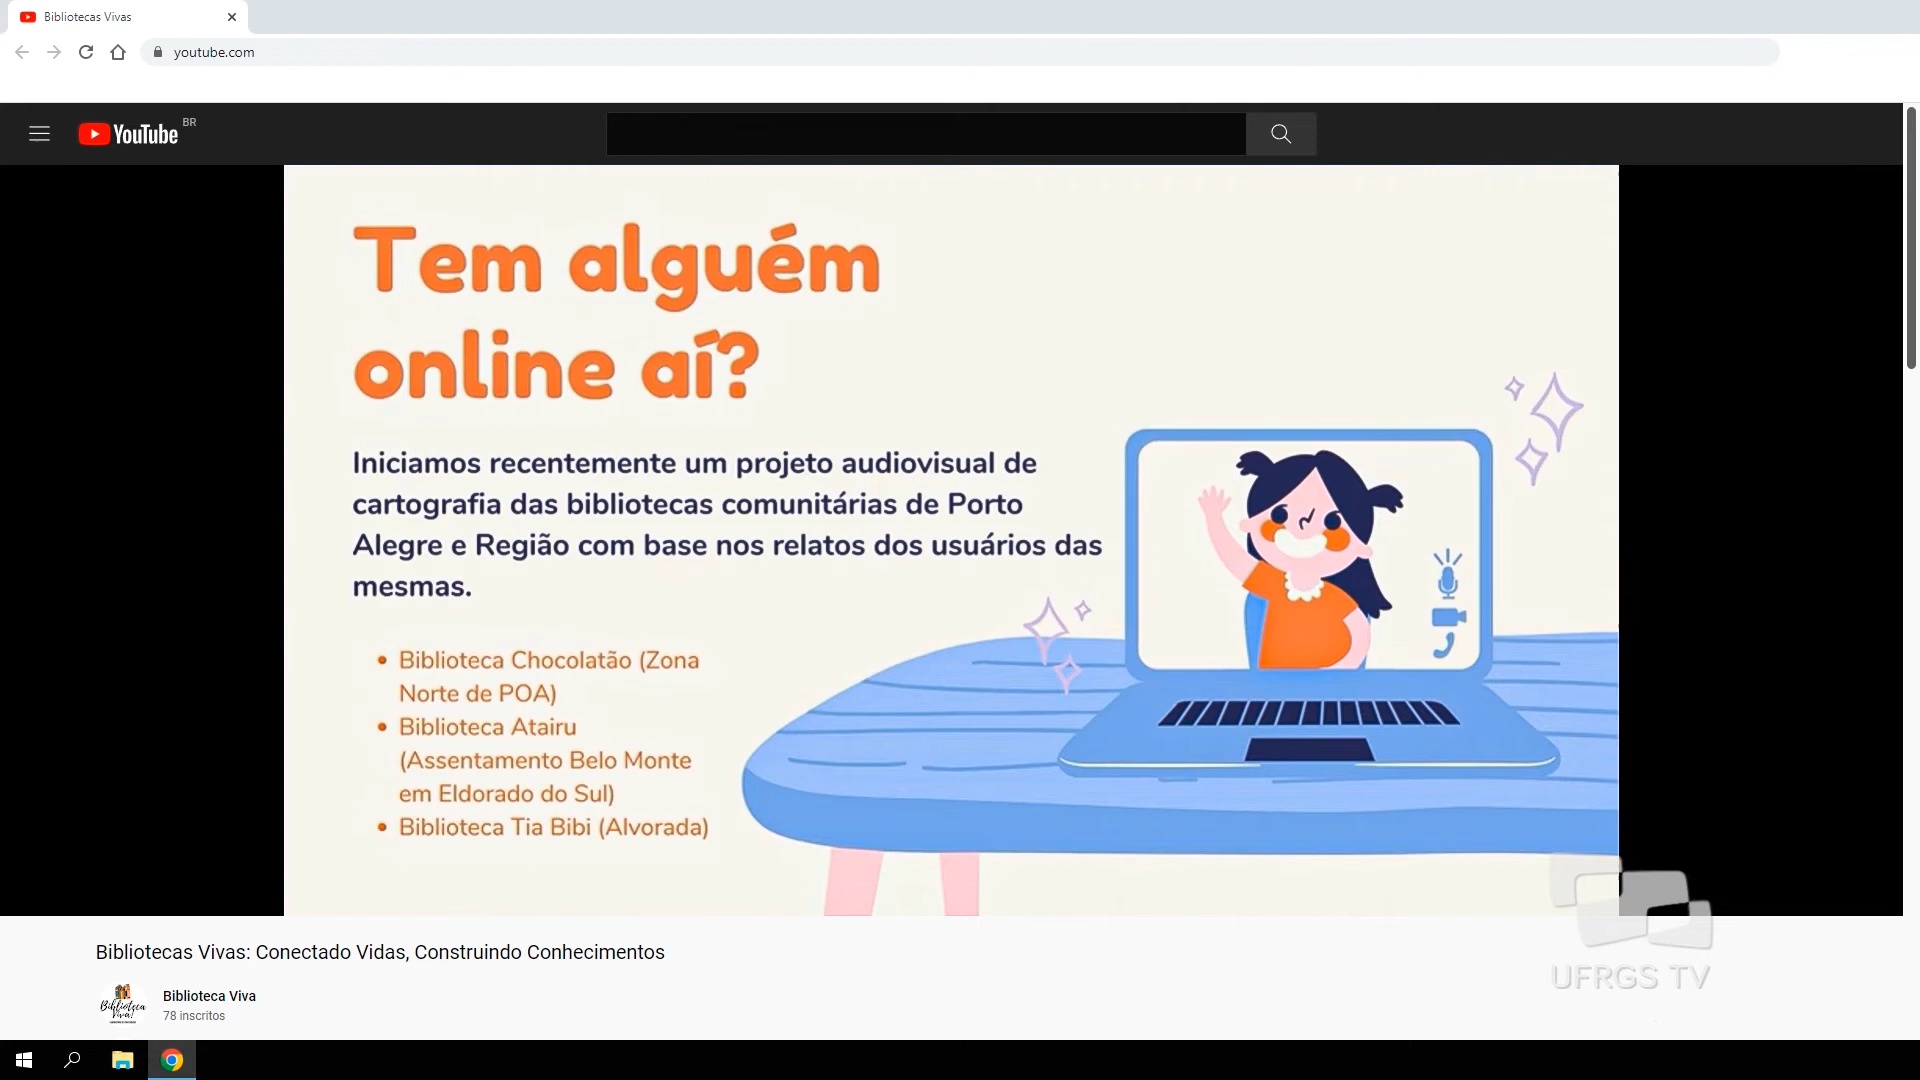 Bibliotecas Vivas
youtube.com
YouTube BR
Tem alguém
online aí?
Iniciamos recentemente um projeto audiovisual de
cartografia das bibliotecas comunitárias de Porto
Alegre e Região com base nos relatos dos usuários das
mesmas.
• Biblioteca Chocolatão (Zona
Norte de POA)
• Biblioteca Atairu
(Assentamento Belo Monte
em Eldorado do Sul)
• Biblioteca Tia Bibi (Alvorada)
UFRGS TV
Bibliotecas Vivas: Conectado Vidas, Construindo Conhecimentos
Biblioteca
Viva!
Biblioteca Viva
78 inscritos